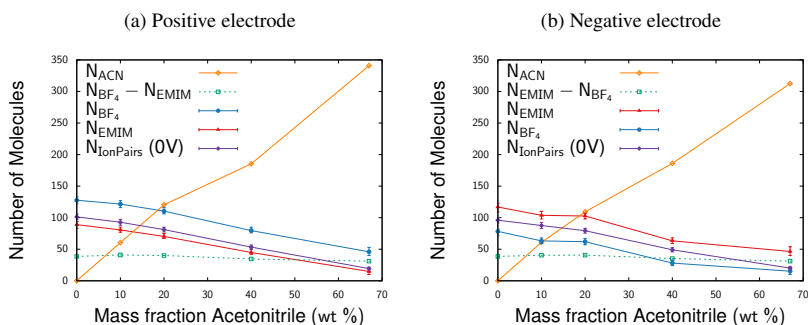 (a) Positive electrode
(b) Negative electrode
350
300
250
200
150
100
50
0
0 10 20 30 40 50 60 70
Number of Molecules
Mass fraction Acetonitrile (wt %)
N_ACN
N_BF₄ − N_EMIM
N_BF₄
N_EMIM
N_IonPairs (0V)
350
300
250
200
150
100
50
0
0 10 20 30 40 50 60 70
Number of Molecules
Mass fraction Acetonitrile (wt %)
N_ACN
N_EMIM − N_BF₄
N_EMIM
N_BF₄
N_IonPairs (0V)